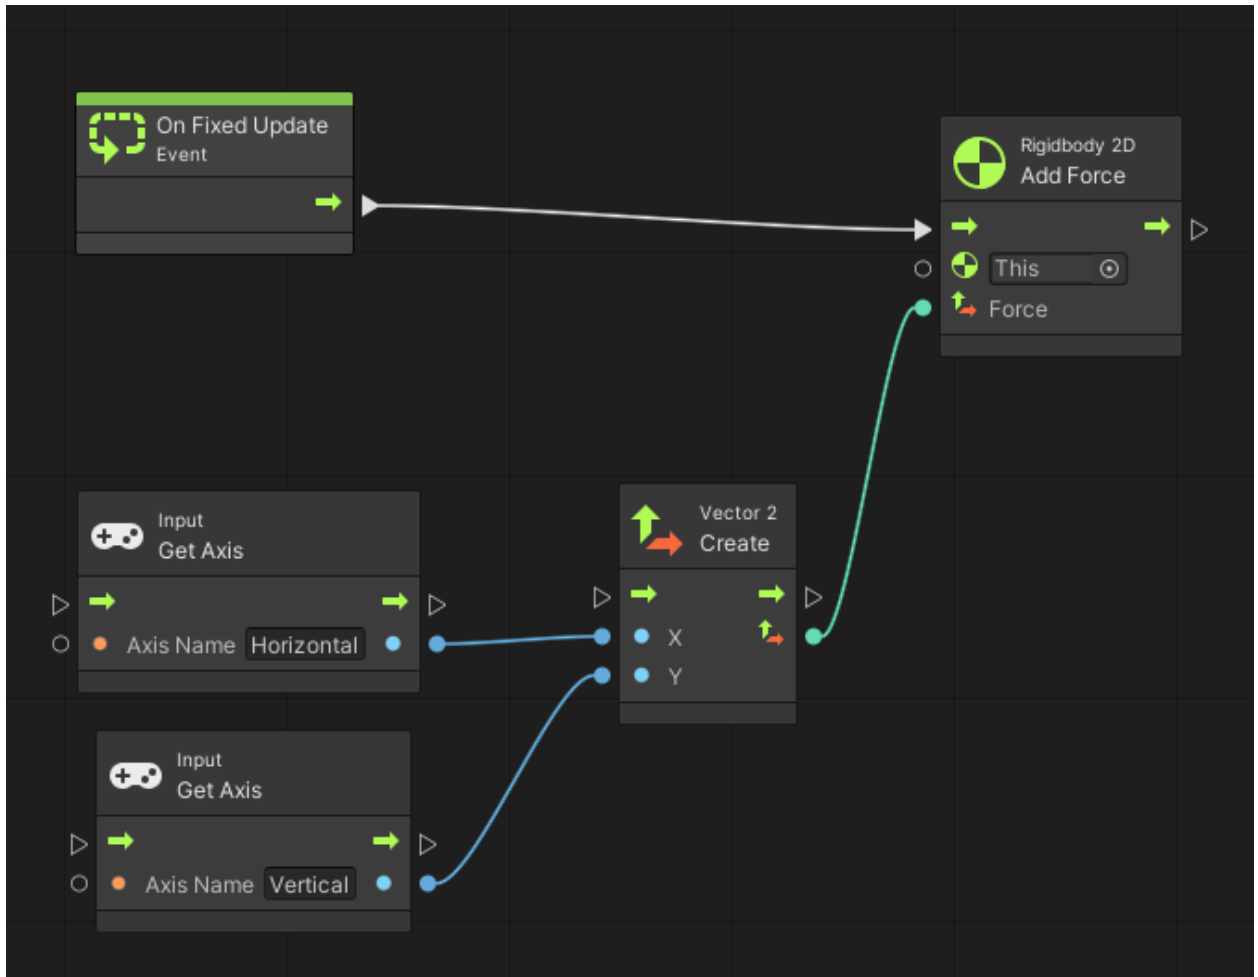 On Fixed Update
Event
Rigidbody 2D
Add Force
This
Force
Input
Get Axis
Axis Name Horizontal
Vector 2
Create
X
Y
Input
Get Axis
Axis Name Vertical